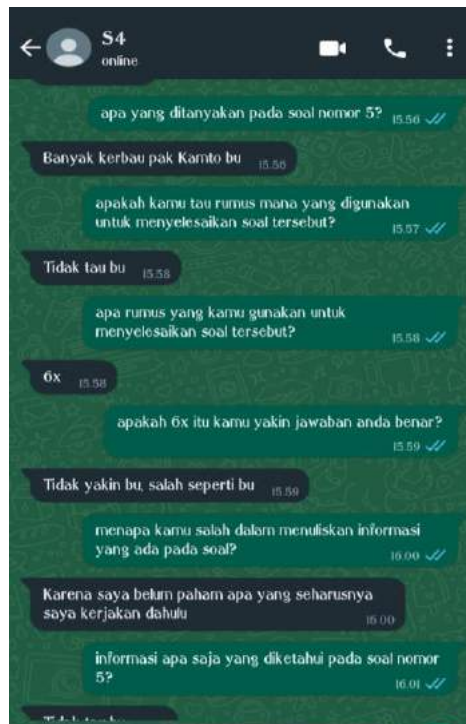 S4
online
apa yang ditanyakan pada soal nomor 5?
15.56
Banyak kerbau pak Kamto bu
15.56
apakah kamu tau rumus mana yang digunakan
untuk menyelesaikan soal tersebut?
15.57
Tidak tau bu
15.58
apa rumus yang kamu gunakan untuk
menyelesaikan soal tersebut?
15.58
6x
15.58
apakah 6x itu kamu yakin jawaban anda benar?
15.59
Tidak yakin bu, salah seperti bu
15.59
menapa kamu salah dalam menuliskan informasi
yang ada pada soal?
16.00
Karena saya belum paham apa yang seharusnya
saya kerjakan dahulu
16.00
informasi apa saja yang diketahui pada soal nomor
5?
16.01